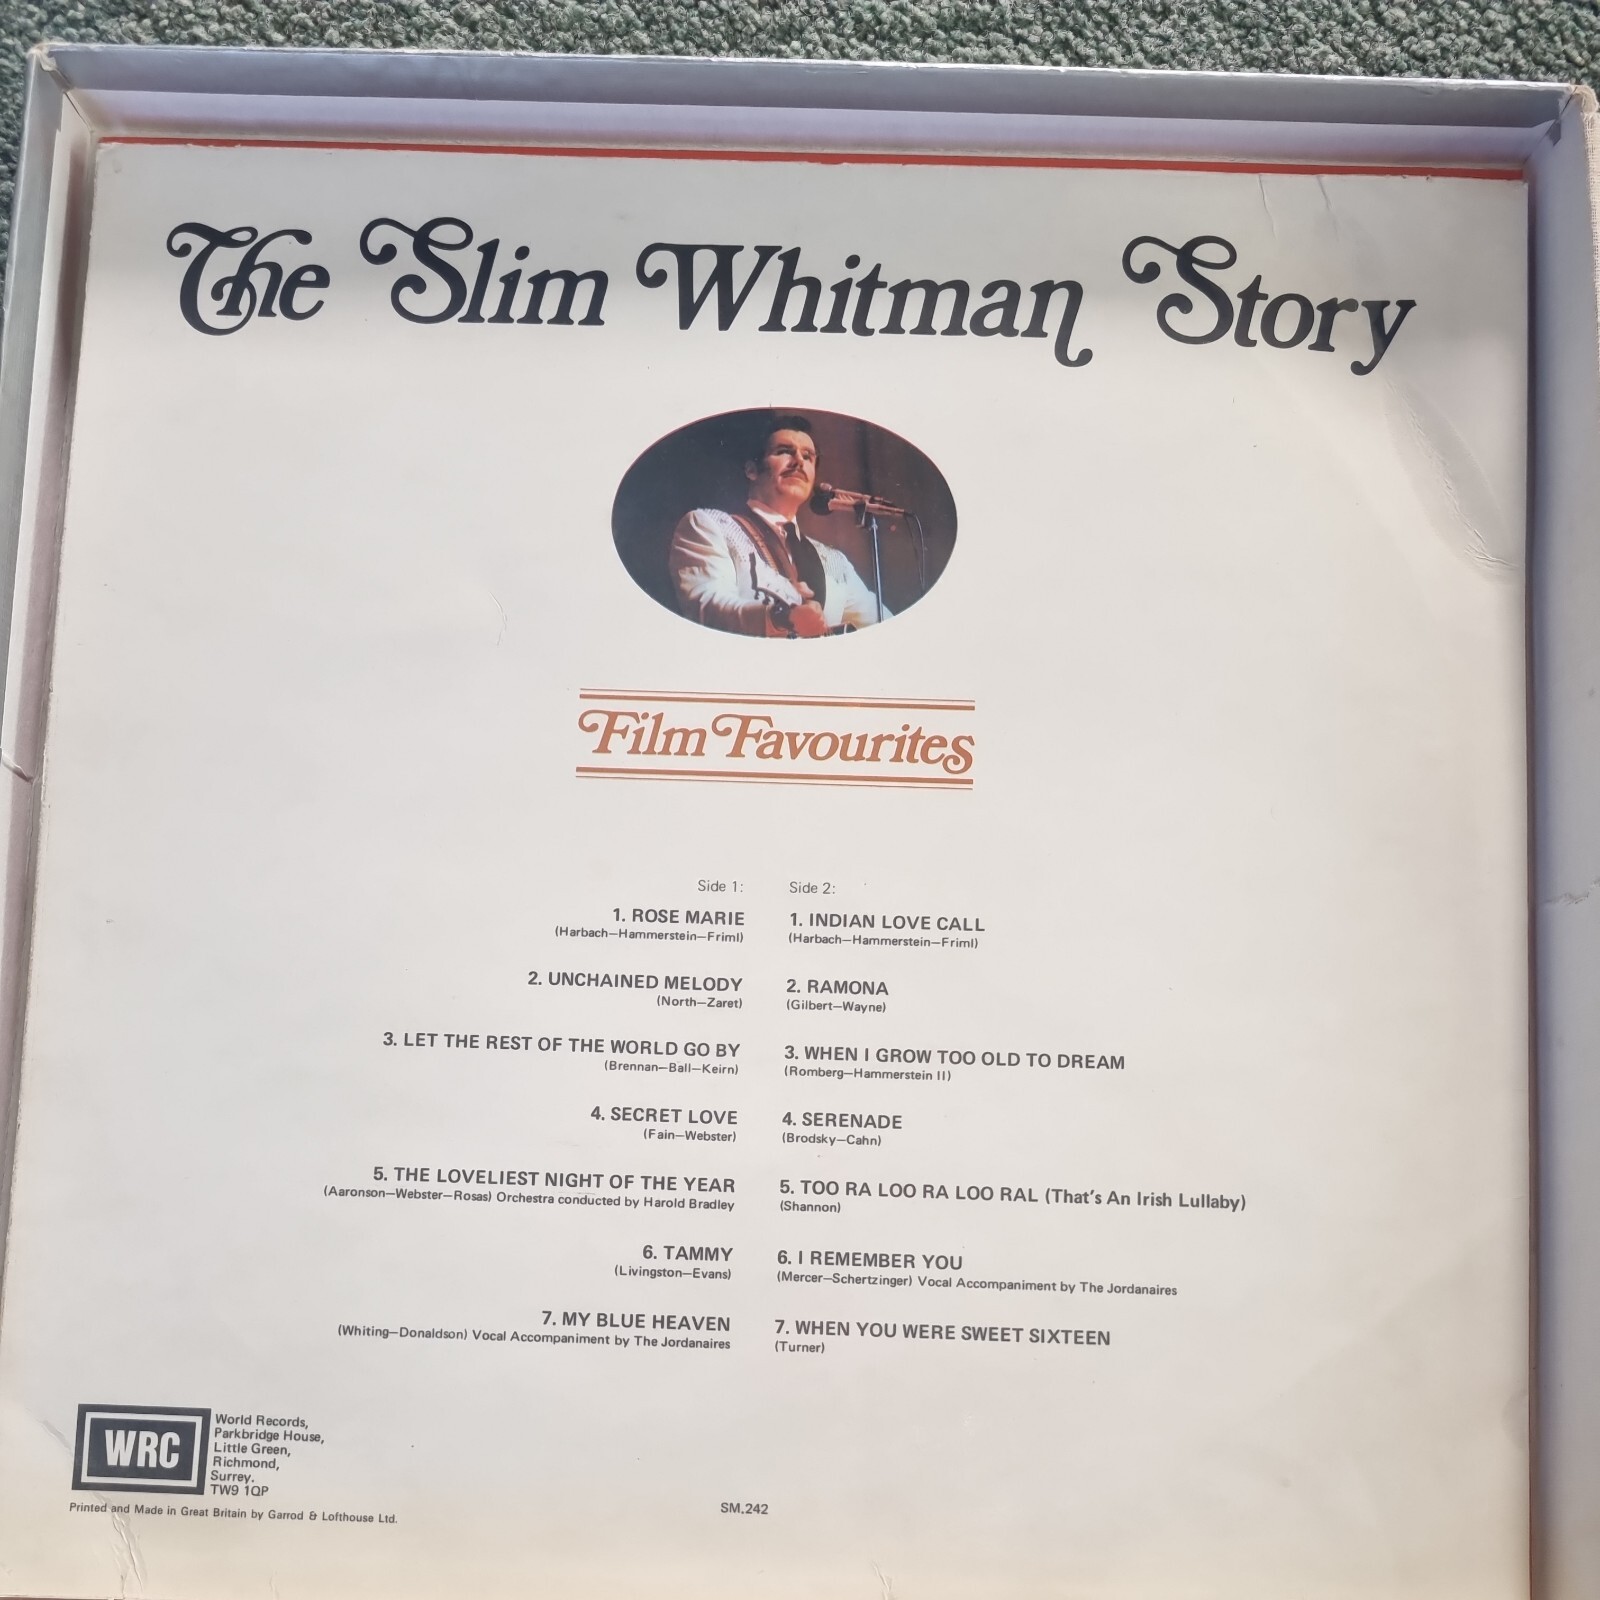 The Slim Whitman Story
Film Favourites
Side 1:
1. ROSE MARIE
(Harbach—Hammerstein—Friml)
2. UNCHAINED MELODY
(North—Zaret)
3. LET THE REST OF THE WORLD GO BY
(Brennan—Ball—Keirn)
4. SECRET LOVE
(Fain—Webster)
5. THE LOVELIEST NIGHT OF THE YEAR
(Aaronson—Webster—Rosas) Orchestra conducted by Harold Bradley
6. TAMMY
(Livingston—Evans)
7. MY BLUE HEAVEN
(Whiting—Donaldson) Vocal Accompaniment by The Jordanaires
Side 2:
1. INDIAN LOVE CALL
(Harbach—Hammerstein—Friml)
2. RAMONA
(Gilbert—Wayne)
3. WHEN I GROW TOO OLD TO DREAM
(Romberg—Hammerstein II)
4. SERENADE
(Brodsky—Cahn)
5. TOO RA LOO RA LOO RAL (That's An Irish Lullaby)
(Shannon)
6. I REMEMBER YOU
(Mercer—Schertzinger) Vocal Accompaniment by The Jordanaires
7. WHEN YOU WERE SWEET SIXTEEN
(Turner)
WRC
World Records,
Parkbridge House,
Little Green,
Richmond,
Surrey.
TW9 1QP
Printed and Made in Great Britain by Garrod & Lofthouse Ltd.
SM.242